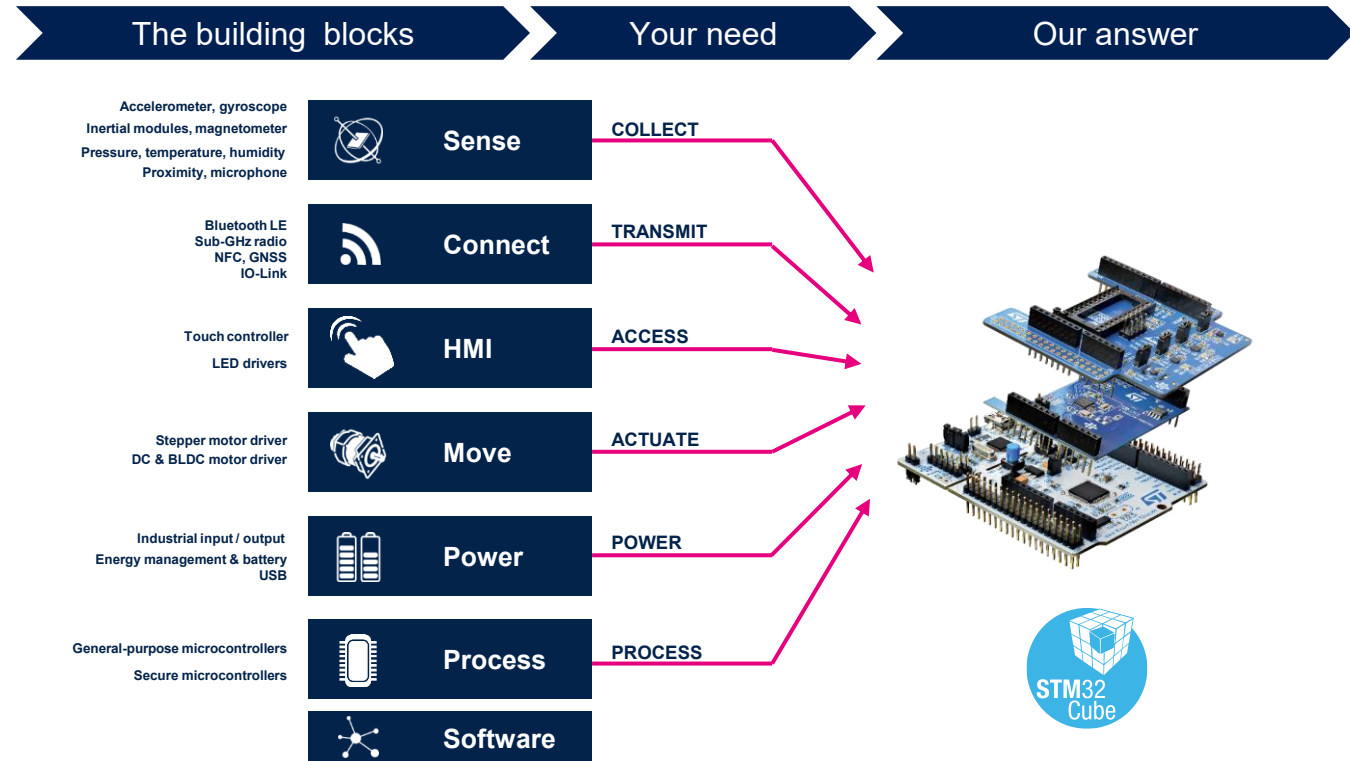 The building blocks
Your need
Our answer
Accelerometer, gyroscope
Inertial modules, magnetometer
Pressure, temperature, humidity
Proximity, microphone
Sense
COLLECT
Bluetooth LE
Sub-GHz radio
NFC, GNSS
IO-Link
Connect
TRANSMIT
Touch controller
LED drivers
HMI
ACCESS
Stepper motor driver
DC & BLDC motor driver
Move
ACTUATE
Industrial input / output
Energy management & battery
USB
Power
POWER
General-purpose microcontrollers
Secure microcontrollers
Process
PROCESS
Software
ST
ST
ST
STM32
Cube